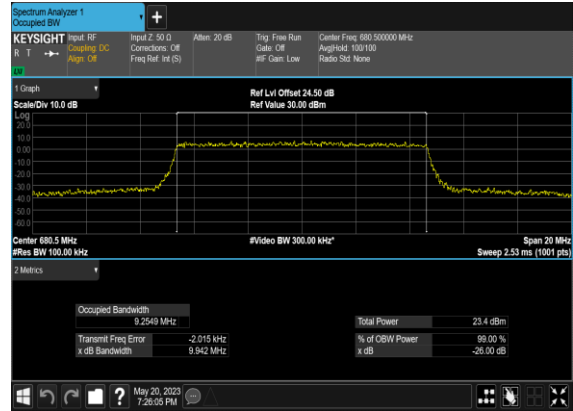 Spectrum Analyzer 1
Occupied BW
+
KEYSIGHT Input: RF Input Z: 50 Ω Atten: 20 dB Trig: Free Run Center Freq: 680.500000 MHz
R T Coupling: DC Corrections: Off Gate: Off Avg|Hold: 100/100
Align: Off Freq Ref: Int (S) #IF Gain: Low Radio Std: None
1 Graph Ref Lvl Offset 24.50 dB
Scale/Div 10.0 dB Ref Value 30.00 dBm
Log
20.0
10.0
0.00
-10.0
-20.0
-30.0
-40.0
-50.0
-60.0
Center 680.5 MHz #Video BW 300.00 kHz* Span 20 MHz
#Res BW 100.00 kHz Sweep 2.53 ms (1001 pts)
2 Metrics
Occupied Bandwidth
9.2549 MHz Total Power 23.4 dBm
Transmit Freq Error -2.015 kHz % of OBW Power 99.00 %
x dB Bandwidth 9.942 MHz x dB -26.00 dB
? May 20, 2023
7:26:05 PM